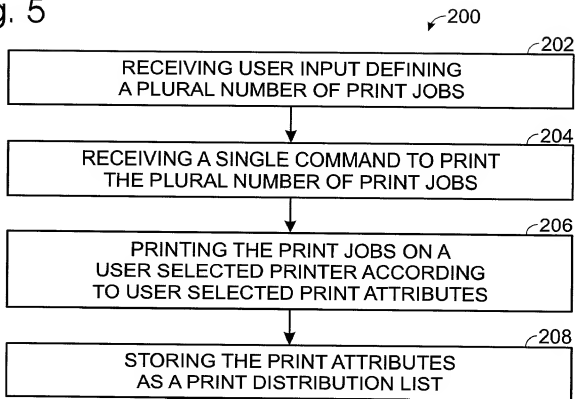 g. 5
200
202
RECEIVING USER INPUT DEFINING
A PLURAL NUMBER OF PRINT JOBS
204
RECEIVING A SINGLE COMMAND TO PRINT
THE PLURAL NUMBER OF PRINT JOBS
206
PRINTING THE PRINT JOBS ON A
USER SELECTED PRINTER ACCORDING
TO USER SELECTED PRINT ATTRIBUTES
208
STORING THE PRINT ATTRIBUTES
AS A PRINT DISTRIBUTION LIST